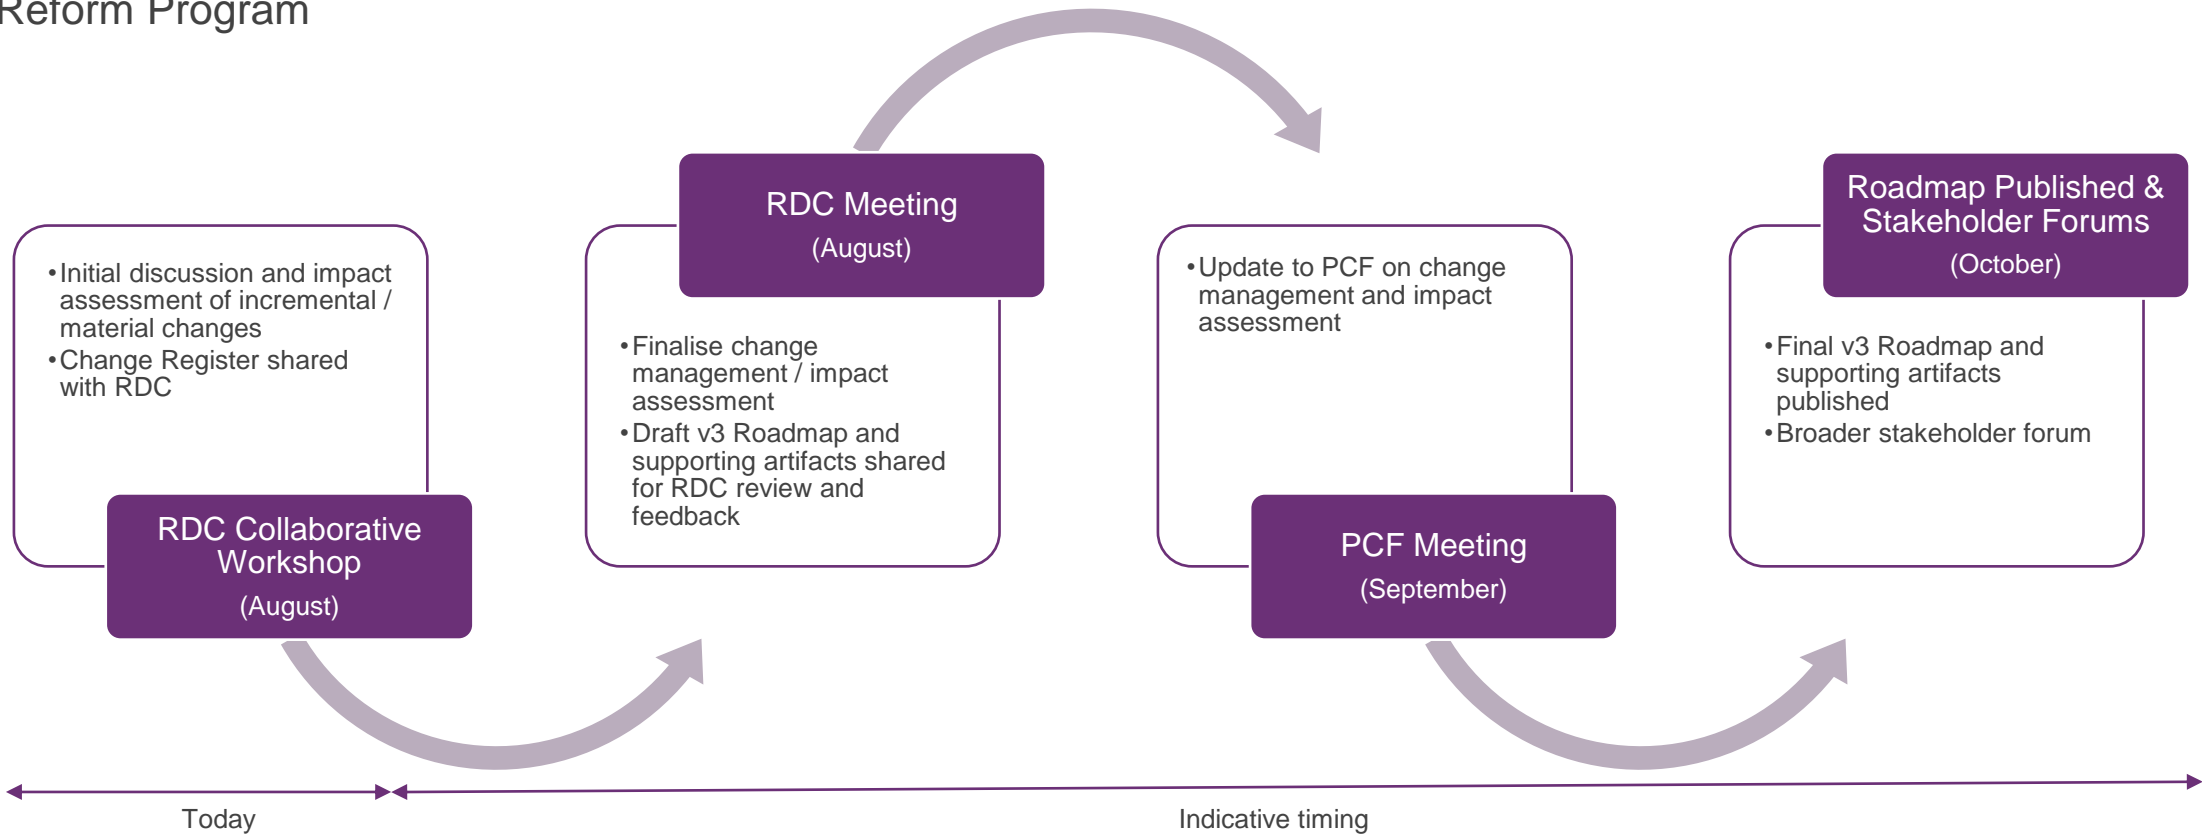 Reform Program
•Initial discussion and impact
assessment of incremental /
material changes
•Change Register shared
with RDC
RDC Collaborative
Workshop
(August)
RDC Meeting
(August)
•Finalise change
management / impact
assessment
•Draft v3 Roadmap and
supporting artifacts shared
for RDC review and
feedback
•Update to PCF on change
management and impact
assessment
PCF Meeting
(September)
Roadmap Published &
Stakeholder Forums
(October)
•Final v3 Roadmap and
supporting artifacts
published
•Broader stakeholder forum
Today
Indicative timing